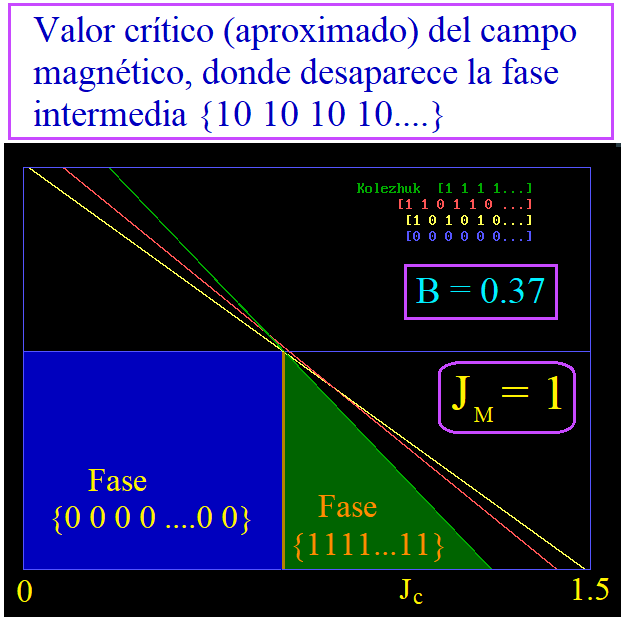 Valor crítico (aproximado) del campo
magnético, donde desaparece la fase
intermedia {10 10 10 10....}
Kolezhuk [1 1 1 1...]
[1 1 0 1 1 0 ...]
[1 0 1 0 1 0...]
[0 0 0 0 0 0...]
B = 0.37
J_M = 1
Fase
{0 0 0 0 ....0 0}
Fase
{1111...11}
0
J_c
1.5